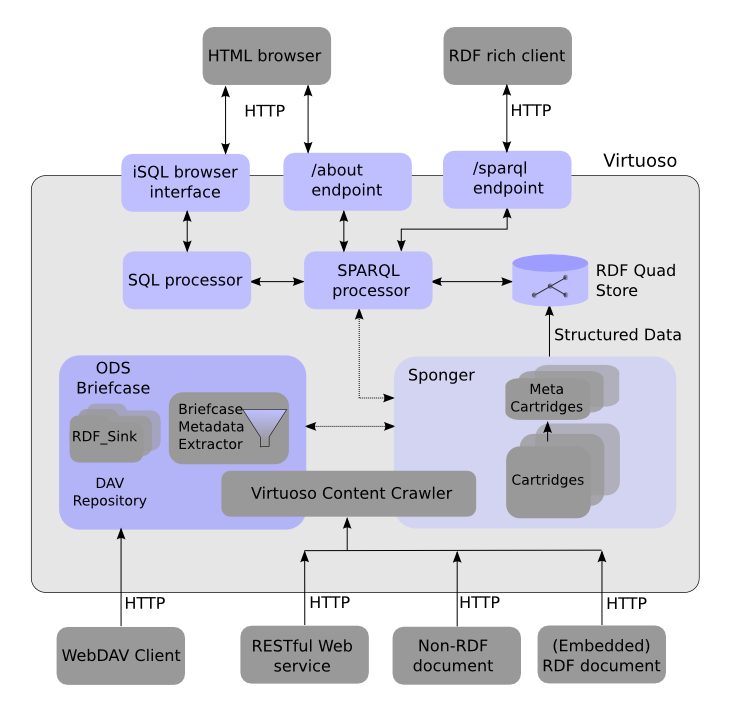 HTML browser
RDF rich client
HTTP
HTTP
Virtuoso
iSQL browser
interface
/about
endpoint
/sparql
endpoint
SQL processor
SPARQL
processor
RDF Quad
Store
Structured Data
ODS
Briefcase
RDF_Sink
Briefcase
Metadata
Extractor
DAV
Repository
Sponger
Meta
Cartridges
Cartridges
Virtuoso Content Crawler
HTTP
HTTP
HTTP
HTTP
WebDAV Client
RESTful Web
service
Non-RDF
document
(Embedded)
RDF document